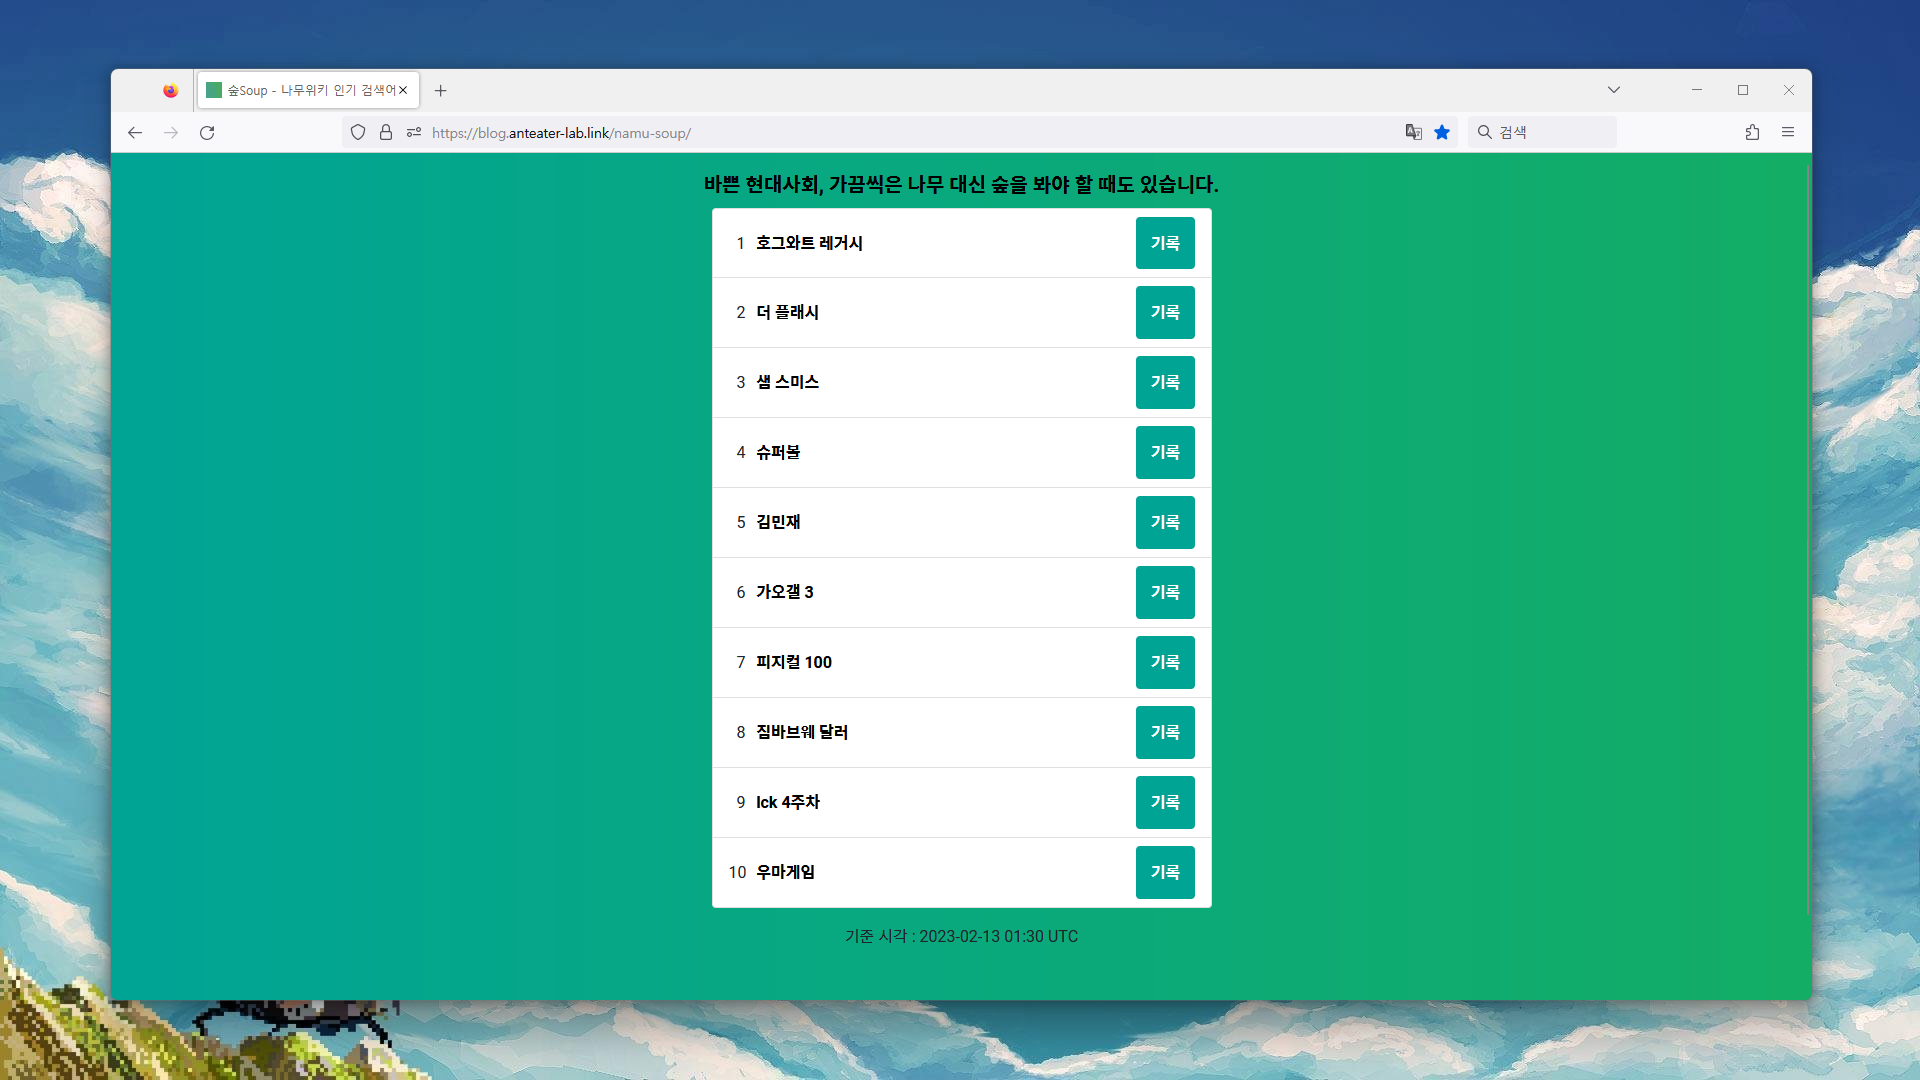 숲Soup - 나무위키 인기 검색어
https://blog.anteater-lab.link/namu-soup/
검색
바쁜 현대사회, 가끔씩은 나무 대신 숲을 봐야 할 때도 있습니다.
1 호그와트 레거시 기록
2 더 플래시 기록
3 샘 스미스 기록
4 슈퍼볼 기록
5 김민재 기록
6 가오갤 3 기록
7 피지컬 100 기록
8 짐바브웨 달러 기록
9 lck 4주차 기록
10 우마게임 기록
기준 시각 : 2023-02-13 01:30 UTC